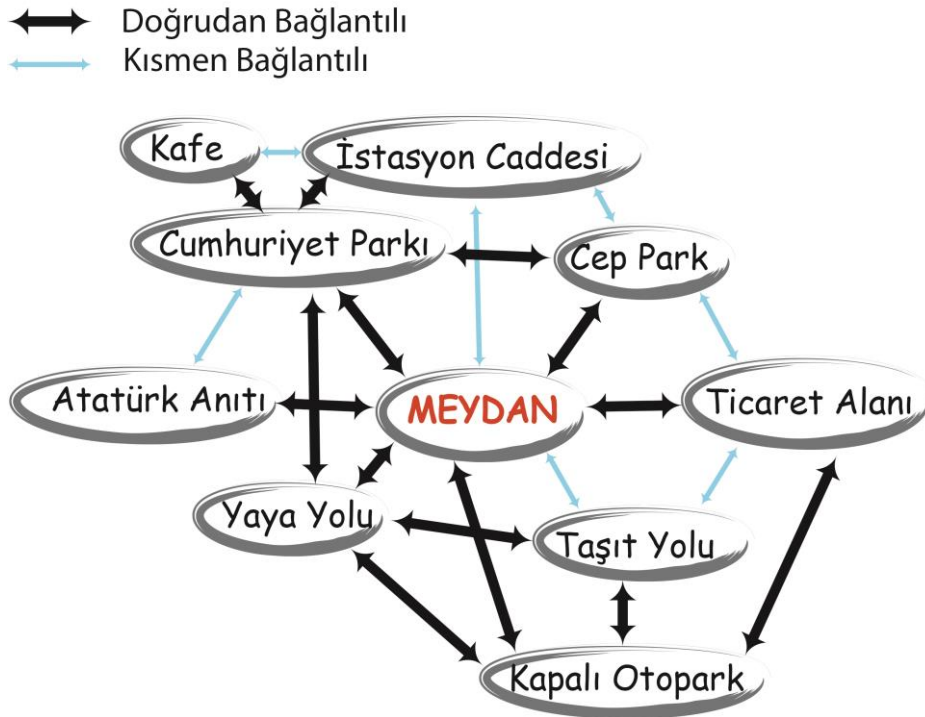 Doğrudan Bağlantılı
Kısmen Bağlantılı
Kafe
İstasyon Caddesi
Cumhuriyet Parkı
Cep Park
Atatürk Anıtı
MEYDAN
Ticaret Alanı
Yaya Yolu
Taşıt Yolu
Kapalı Otopark